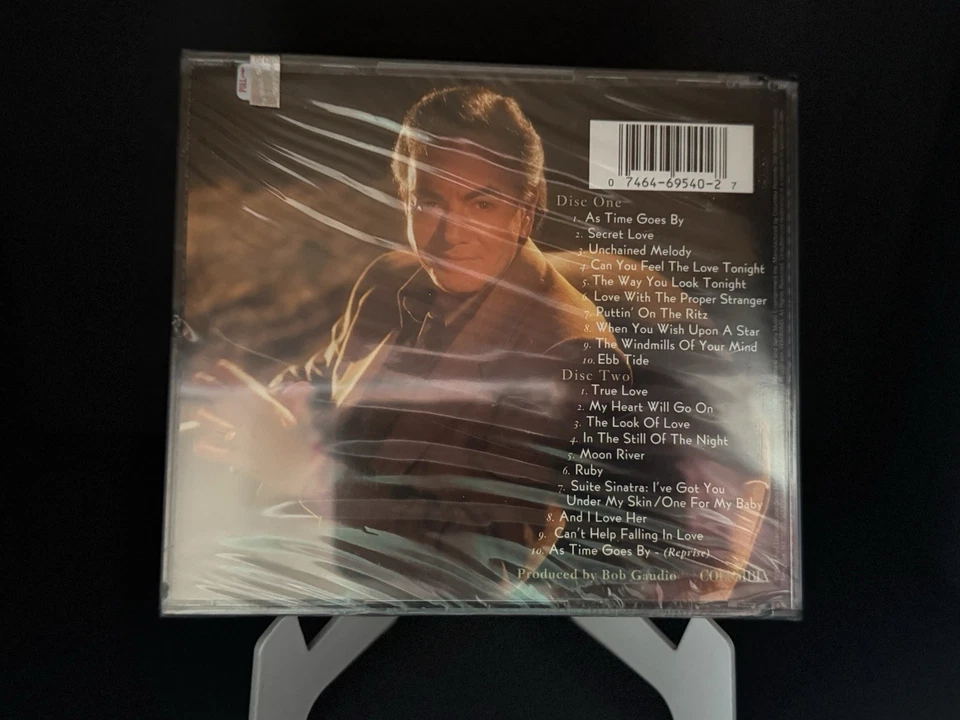 PULL
0 7464-69540-2 7
Disc One
1. As Time Goes By
2. Secret Love
3. Unchained Melody
4. Can You Feel The Love Tonight
5. The Way You Look Tonight
6. Love With The Proper Stranger
7. Puttin' On The Ritz
8. When You Wish Upon A Star
9. The Windmills Of Your Mind
10. Ebb Tide
Disc Two
1. True Love
2. My Heart Will Go On
3. The Look Of Love
4. In The Still Of The Night
5. Moon River
6. Ruby
7. Suite Sinatra: I've Got You
Under My Skin/One For My Baby
8. And I Love Her
9. Can't Help Falling In Love
10. As Time Goes By - (Reprise)
Produced by Bob Gaudio COLUMBIA